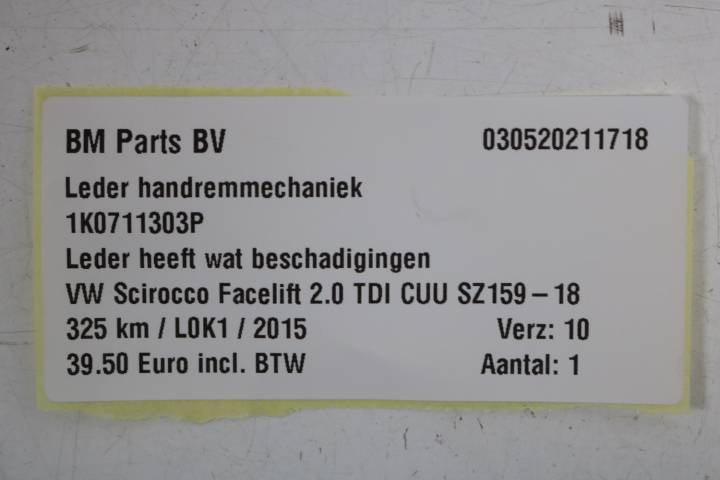 BM Parts BV 030520211718
Leder handremmechaniek
1K0711303P
Leder heeft wat beschadigingen
VW Scirocco Facelift 2.0 TDI CUU SZ159 – 18
325 km / L0K1 / 2015 Verz: 10
39.50 Euro incl. BTW Aantal: 1